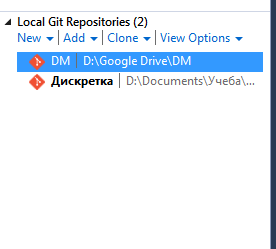 Local Git Repositories (2)
New | Add | Clone | View Options
DM | D:\Google Drive\DM
Дискретка | D:\Documents\Учеба\...